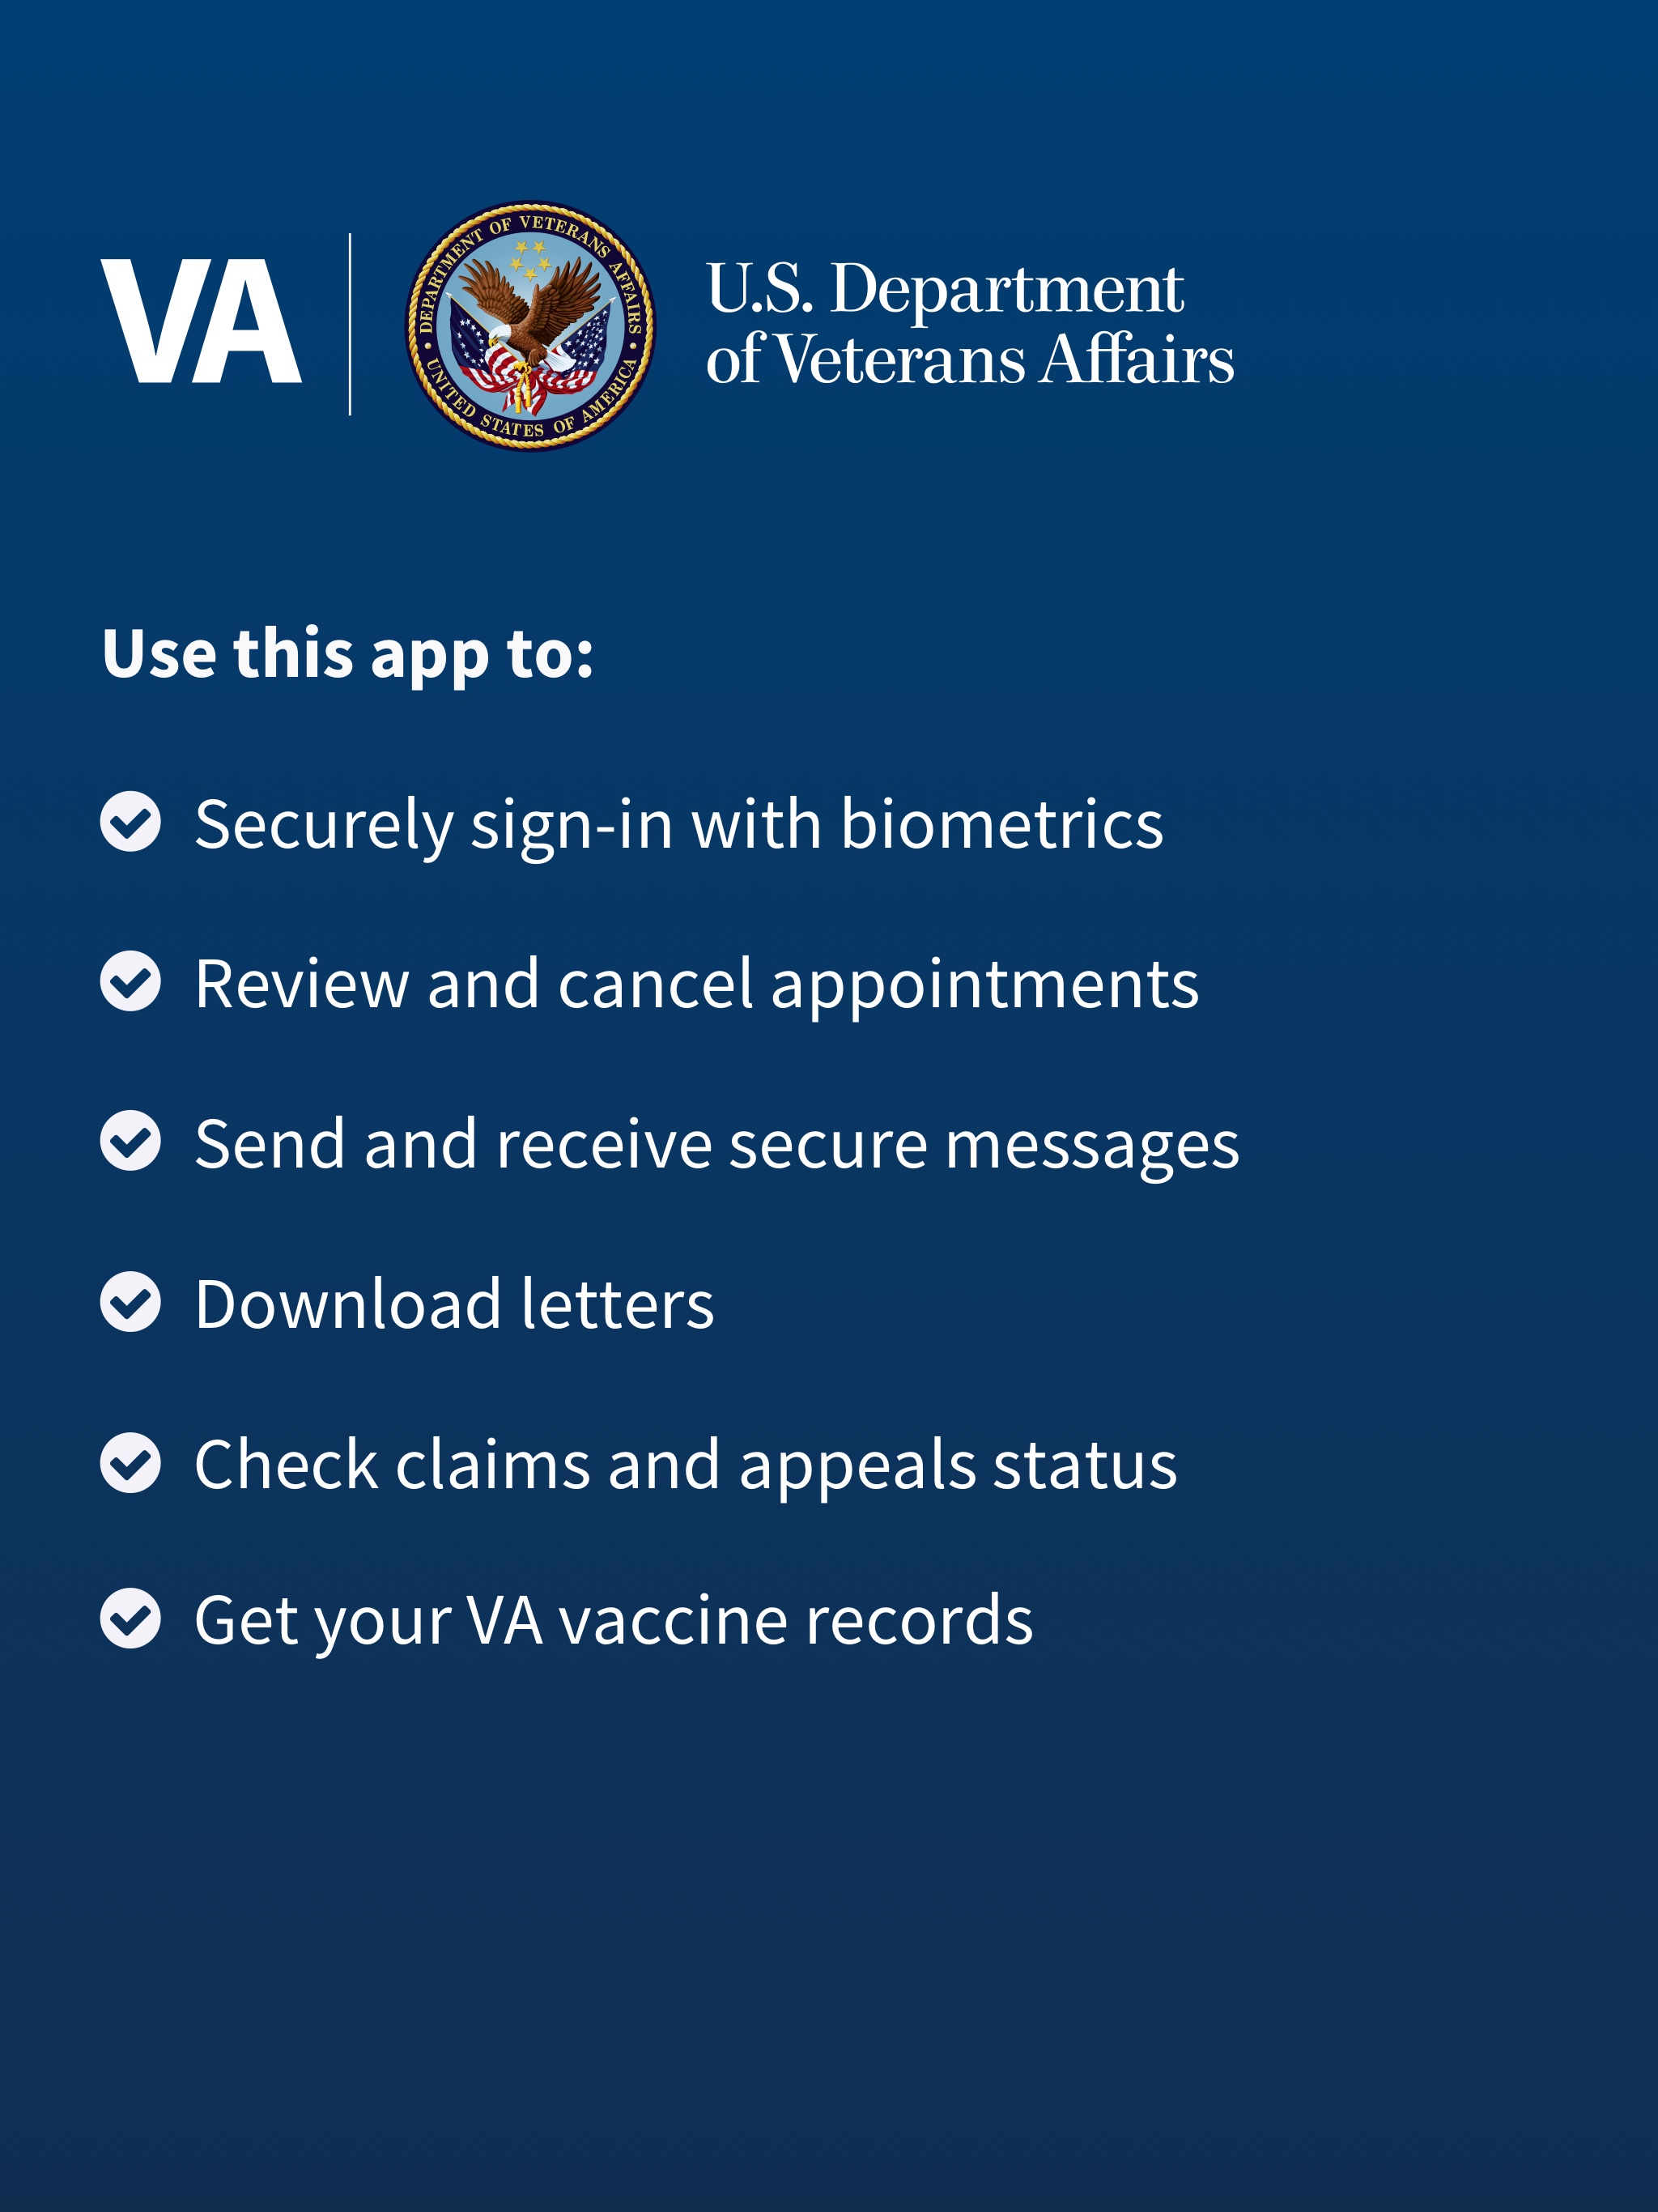 VA
DEPARTMENT OF VETERANS AFFAIRS
UNITED STATES OF AMERICA
U.S. Department
of Veterans Affairs
Use this app to:
Securely sign-in with biometrics
Review and cancel appointments
Send and receive secure messages
Download letters
Check claims and appeals status
Get your VA vaccine records